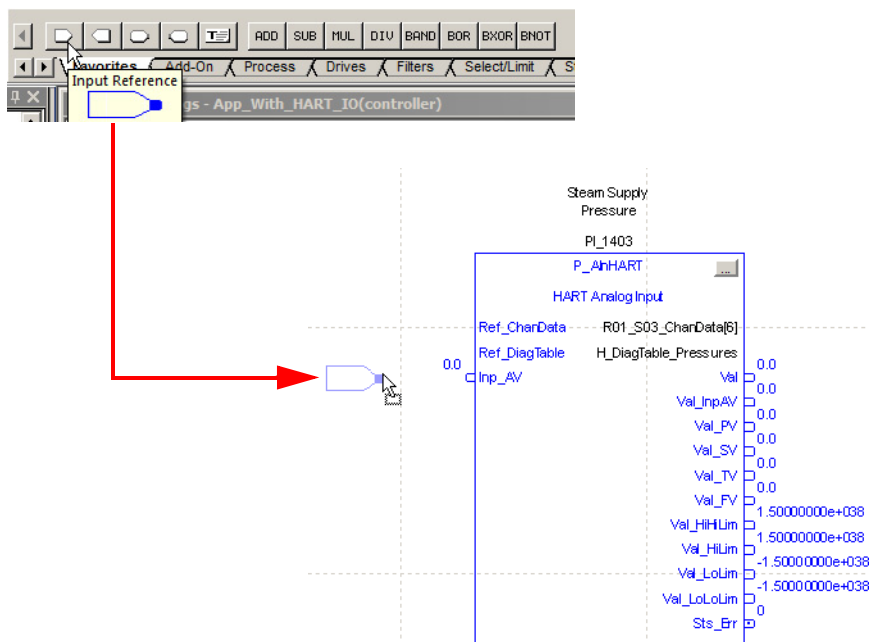 ADD SUB MUL DIV BAND BOR BXOR BNOT
Favorites Add-On Process Drives Filters Select/Limit
Input Reference
gs - App_With_HART_IO(controller)
Steam Supply
Pressure
PI_1403
P_AInHART ...
HART Analog Input
Ref_ChanData R01_S03_ChanData[6]
Ref_DiagTable H_DiagTable_Pressures
0.0 0.0
Inp_AV Val
0.0
Val_InpAV
0.0
Val_PV
0.0
Val_SV
0.0
Val_TV
0.0
Val_FV
1.50000000e+038
Val_HiHiLim
1.50000000e+038
Val_HiLim
-1.50000000e+038
Val_LoLim
-1.50000000e+038
Val_LoLoLim
0
Sts_Err